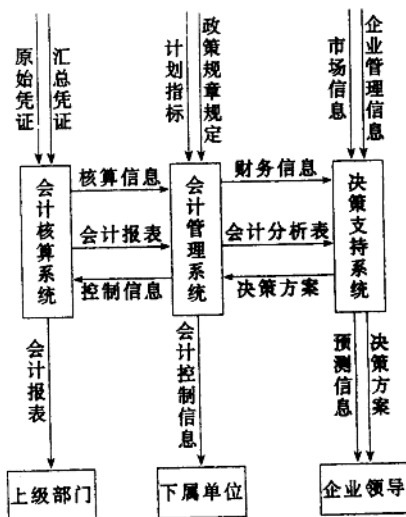 原始凭证
汇总凭证
计划指标
政策规章规定
市场信息
企业管理信息
会计核算系统
核算信息
会计报表
控制信息
会计管理系统
财务信息
会计分析表
决策方案
决策支持系统
会计报表
会计控制信息
预测信息
决策方案
上级部门
下属单位
企业领导